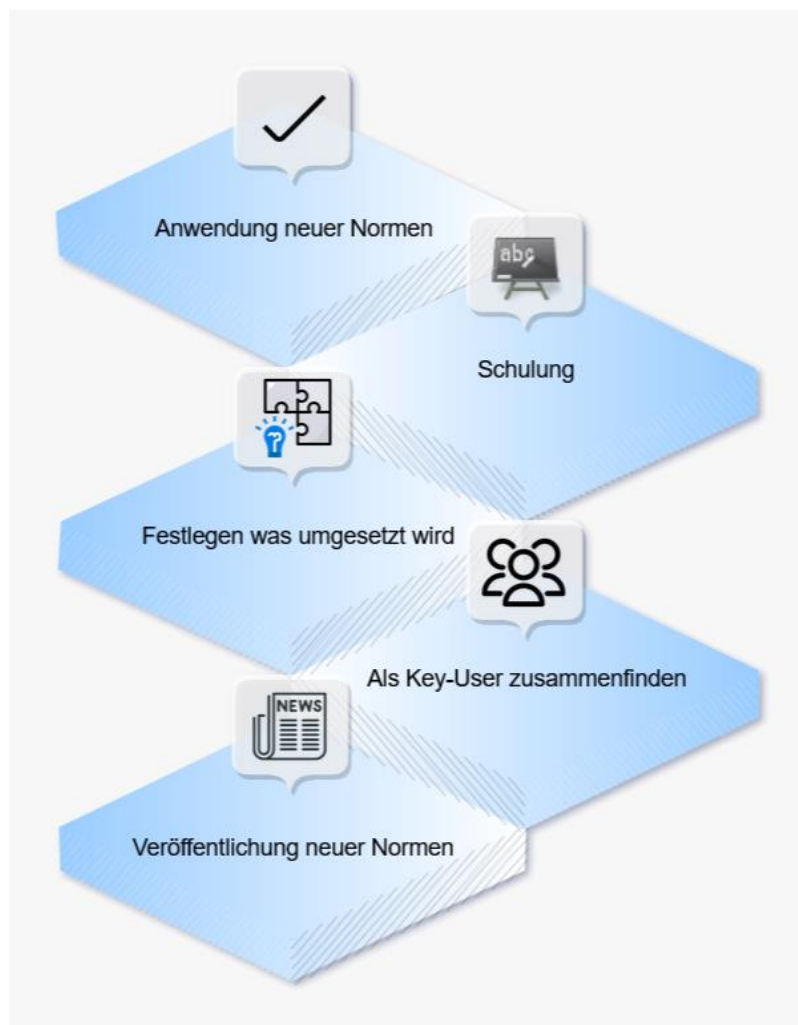 Anwendung neuer Normen
abc
Schulung
Festlegen was umgesetzt wird
Als Key-User zusammenfinden
NEWS
Veröffentlichung neuer Normen